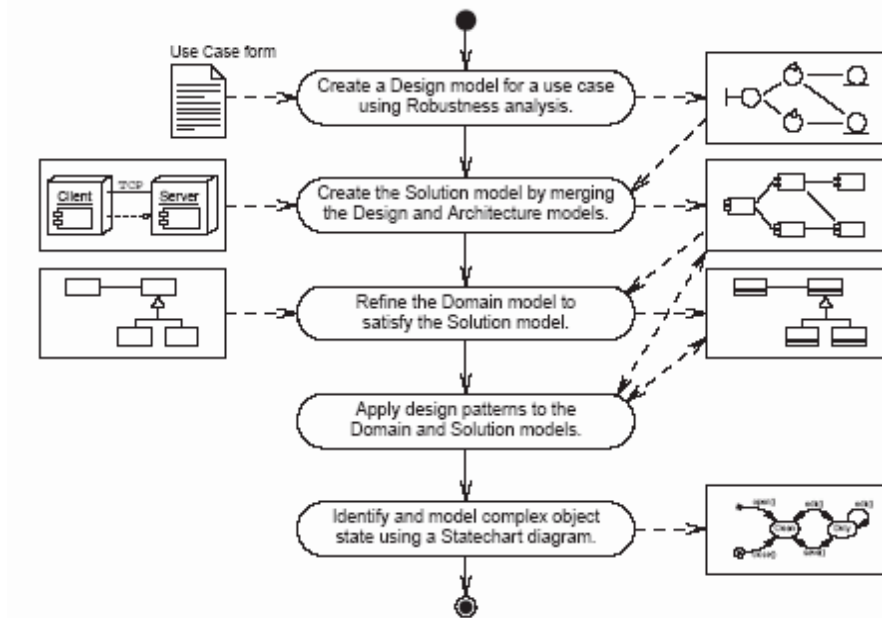 Use Case form
Create a Design model for a use case
using Robustness analysis.
Client
TCP
Server
Create the Solution model by merging
the Design and Architecture models.
Refine the Domain model to
satisfy the Solution model.
Apply design patterns to the
Domain and Solution models.
Identify and model complex object
state using a Statechart diagram.